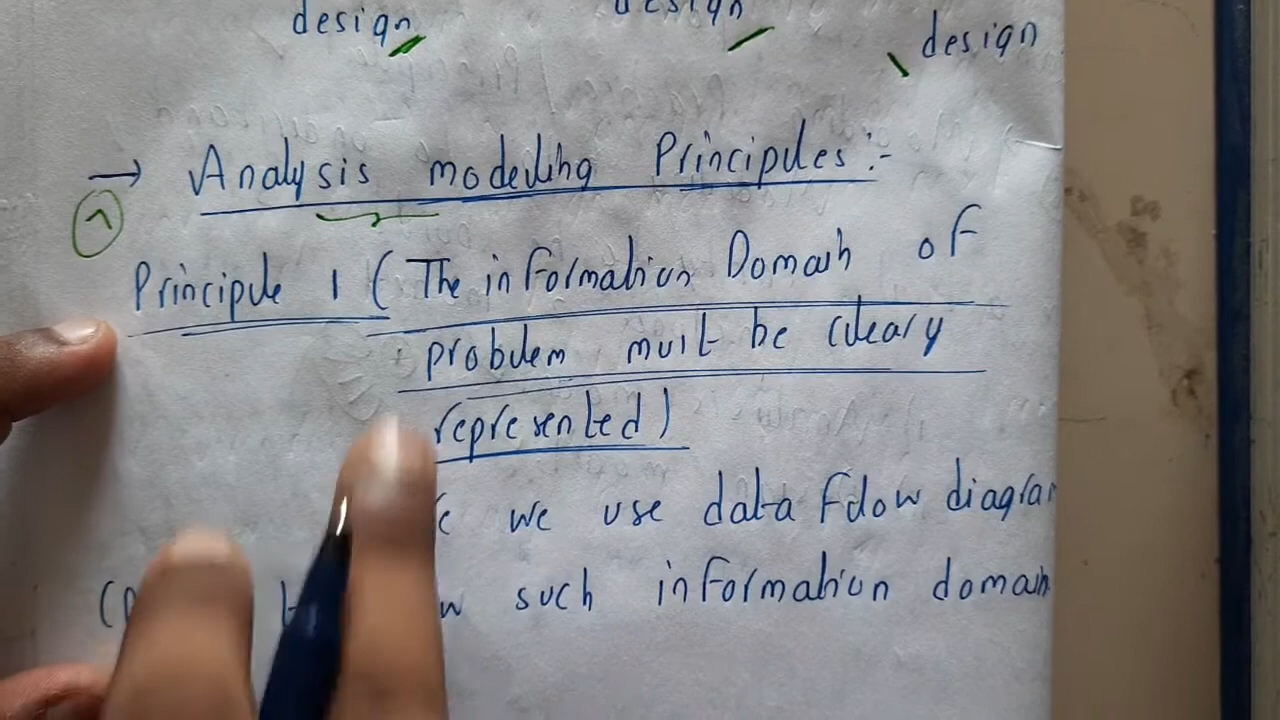 design design design
→ Analysis modelling Principles :-
Principle 1 ( The information Domain of
problem must be cleary
represented )
we use data flow diagram
such information domain